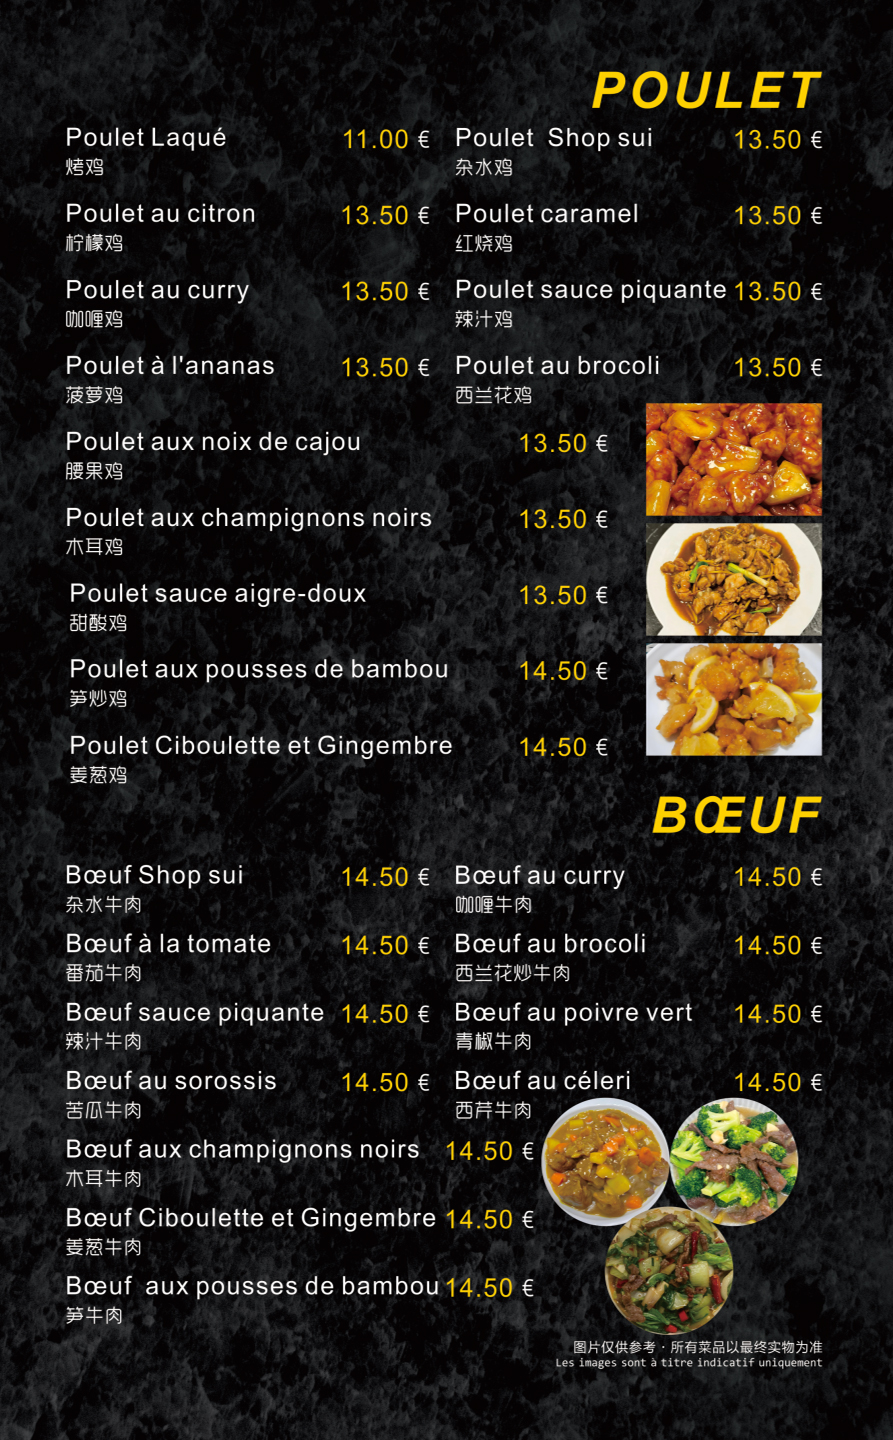 POULET
Poulet Laqué 11.00 €
烤鸡
Poulet au citron 13.50 €
柠檬鸡
Poulet au curry 13.50 €
咖喱鸡
Poulet à l'ananas 13.50 €
菠萝鸡
Poulet Shop sui 13.50 €
杂水鸡
Poulet caramel 13.50 €
红烧鸡
Poulet sauce piquante 13.50 €
辣汁鸡
Poulet au brocoli 13.50 €
西兰花鸡
Poulet aux noix de cajou 13.50 €
腰果鸡
Poulet aux champignons noirs 13.50 €
木耳鸡
Poulet sauce aigre-doux 13.50 €
甜酸鸡
Poulet aux pousses de bambou 14.50 €
笋炒鸡
Poulet Ciboulette et Gingembre 14.50 €
姜葱鸡
BŒUF
Bœuf Shop sui 14.50 €
杂水牛肉
Bœuf à la tomate 14.50 €
番茄牛肉
Bœuf sauce piquante 14.50 €
辣汁牛肉
Bœuf au sorossis 14.50 €
苦瓜牛肉
Bœuf au curry 14.50 €
咖喱牛肉
Bœuf au brocoli 14.50 €
西兰花炒牛肉
Bœuf au poivre vert 14.50 €
青椒牛肉
Bœuf au céleri 14.50 €
西芹牛肉
Bœuf aux champignons noirs 14.50 €
木耳牛肉
Bœuf Ciboulette et Gingembre 14.50 €
姜葱牛肉
Bœuf aux pousses de bambou 14.50 €
笋牛肉
图片仅供参考 · 所有菜品以最终实物为准
Les images sont à titre indicatif uniquement